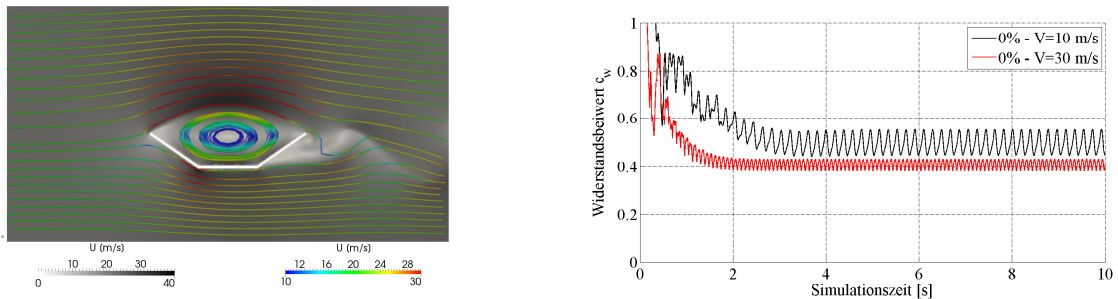 U (m/s)
10 20 30
0 40
U (m/s)
12 16 20 24 28
10 30
Widerstandsbeiwert c_w
1
0.8
0.6
0.4
0.2
0
0 2 4 6 8 10
Simulationszeit [s]
0% - V=10 m/s
0% - V=30 m/s